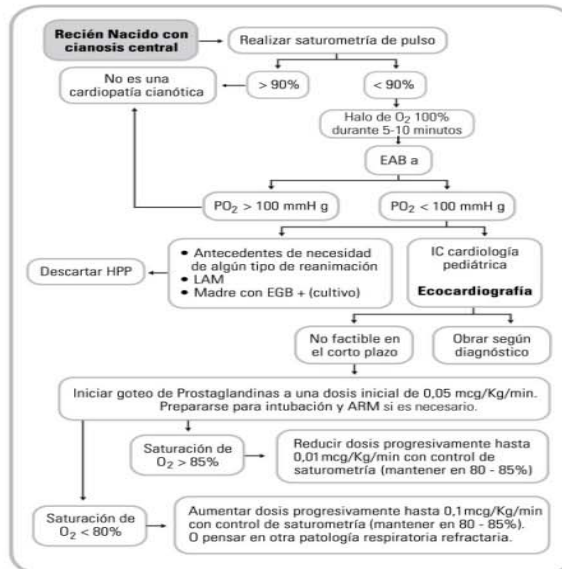 Recién Nacido con
cianosis central
Realizar saturometría de pulso
No es una
cardiopatía cianótica
> 90%
< 90%
Halo de O2 100%
durante 5-10 minutos
EAB a
PO2 > 100 mmH g
PO2 < 100 mmH g
Descartar HPP
• Antecedentes de necesidad
de algún tipo de reanimación
• LAM
• Madre con EGB + (cultivo)
IC cardiología
pediátrica
Ecocardiografía
No factible en
el corto plazo
Obrar según
diagnóstico
Iniciar goteo de Prostaglandinas a una dosis inicial de 0,05 mcg/Kg/min.
Prepararse para intubación y ARM si es necesario.
Saturación de
O2 > 85%
Reducir dosis progresivamente hasta
0,01 mcg/Kg/min con control de
saturometría (mantener en 80 - 85%)
Saturación de
O2 < 80%
Aumentar dosis progresivamente hasta 0,1 mcg/Kg/min
con control de saturometría (mantener en 80 - 85%).
O pensar en otra patología respiratoria refractaria.